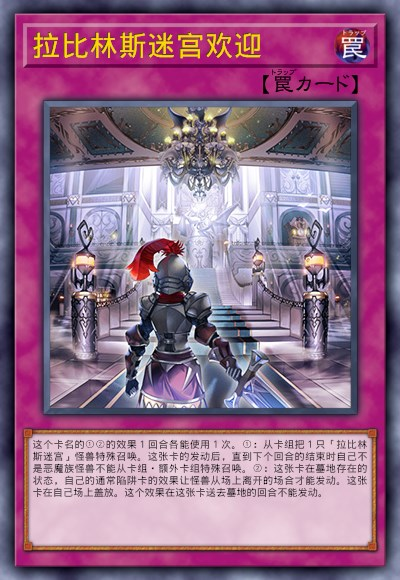 拉比林斯迷宫欢迎
トラップ
罠
トラップ
【罠カード】
这个卡名的①②的效果1回合各能使用1次。①：从卡组把1只「拉比林
斯迷宫」怪兽特殊召唤。这张卡的发动后，直到下个回合的结束时自己不
是恶魔族怪兽不能从卡组·额外卡组特殊召唤。②：这张卡在墓地存在的
状态，自己的通常陷阱卡的效果让怪兽从场上离开的场合才能发动。这张
卡在自己场上盖放。这个效果在这张卡送去墓地的回合不能发动。